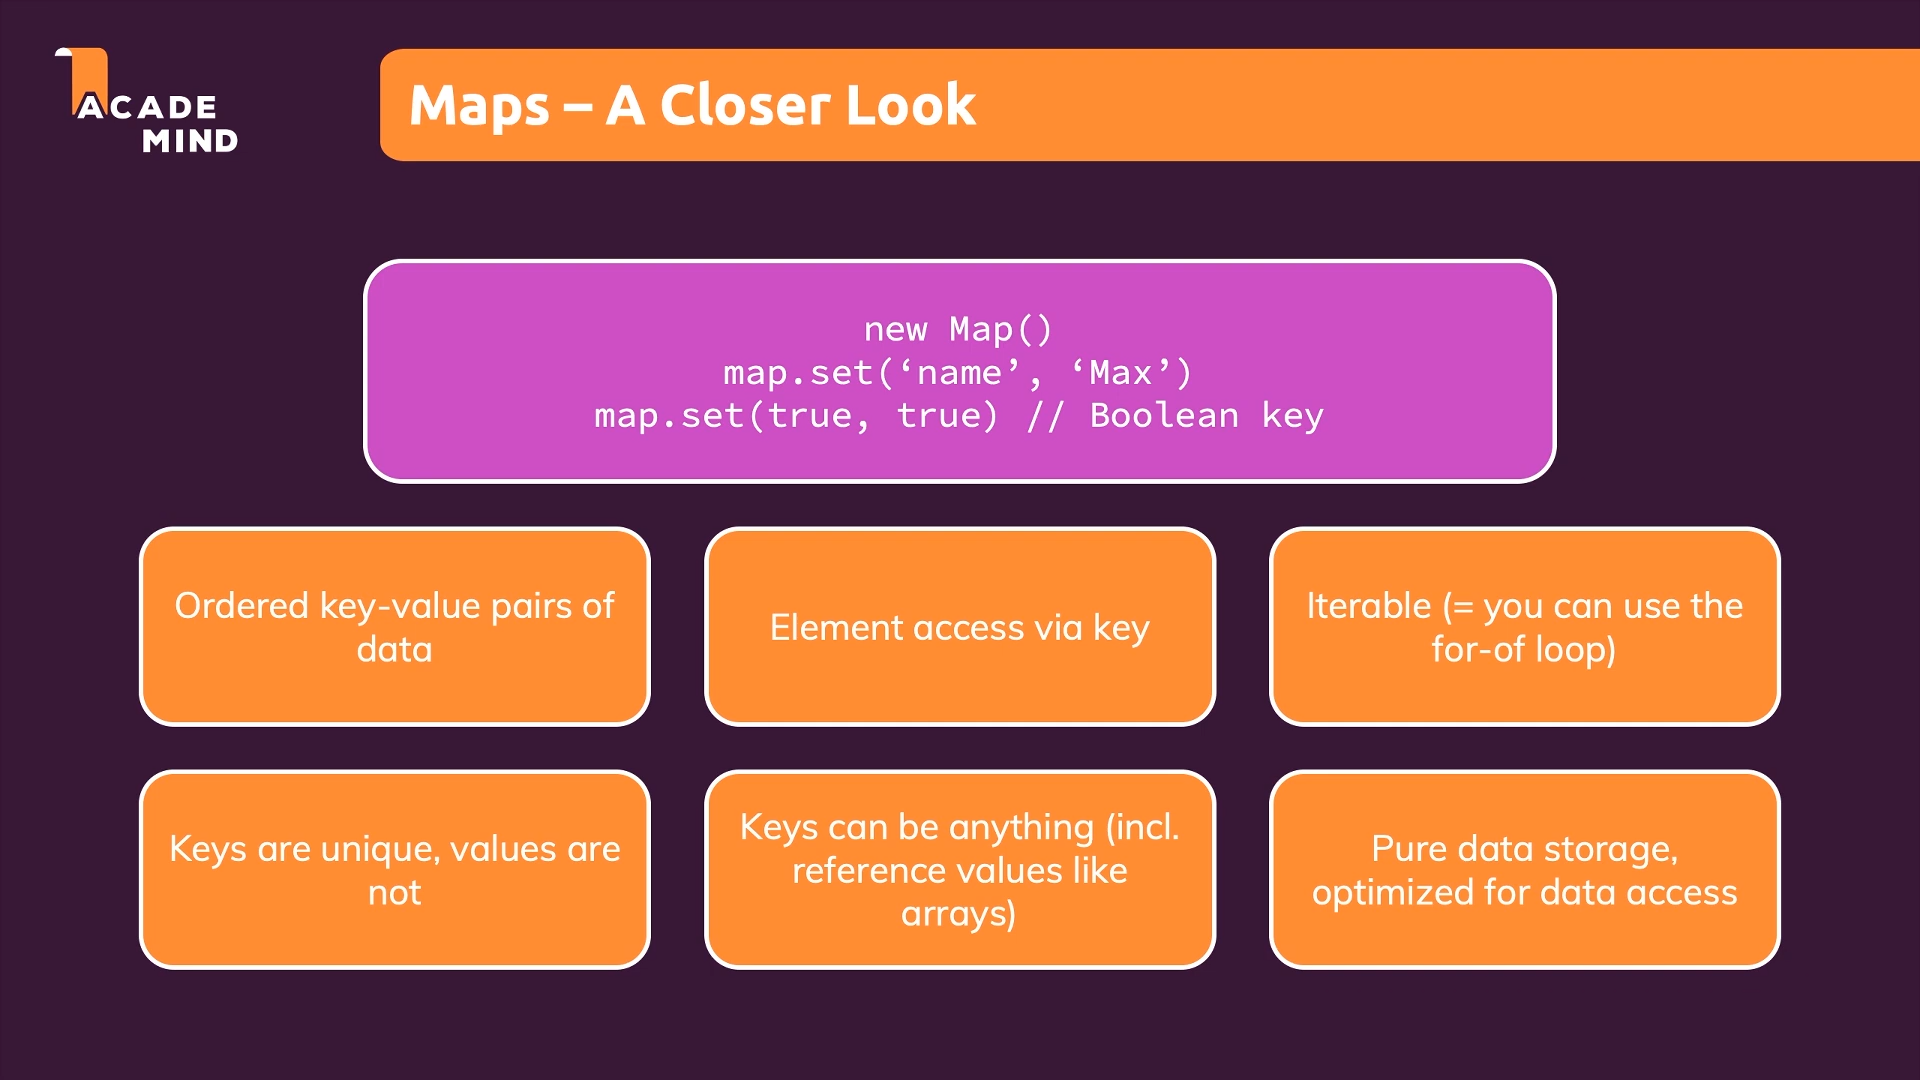 ACADE
MIND
Maps – A Closer Look
new Map()
map.set(‘name’, ‘Max’)
map.set(true, true) // Boolean key
Ordered key-value pairs of
data
Element access via key
Iterable (= you can use the
for-of loop)
Keys are unique, values are
not
Keys can be anything (incl.
reference values like
arrays)
Pure data storage,
optimized for data access